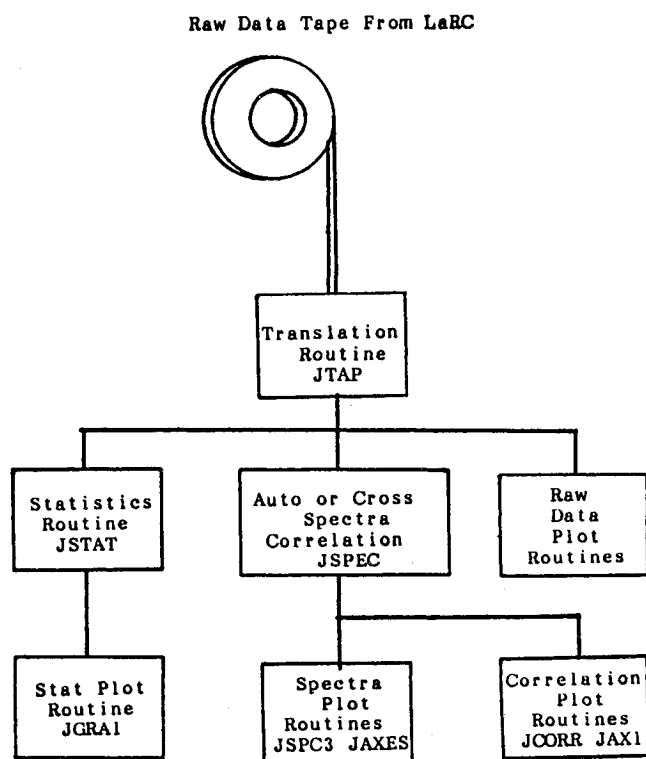 Raw Data Tape From LaRC
Translation
Routine
JTAP
Statistics
Routine
JSTAT
Auto or Cross
Spectra
Correlation
JSPEC
Raw
Data
Plot
Routines
Stat Plot
Routine
JGRA1
Spectra
Plot
Routines
JSPC3 JAXES
Correlation
Plot
Routines
JCORR JAX1